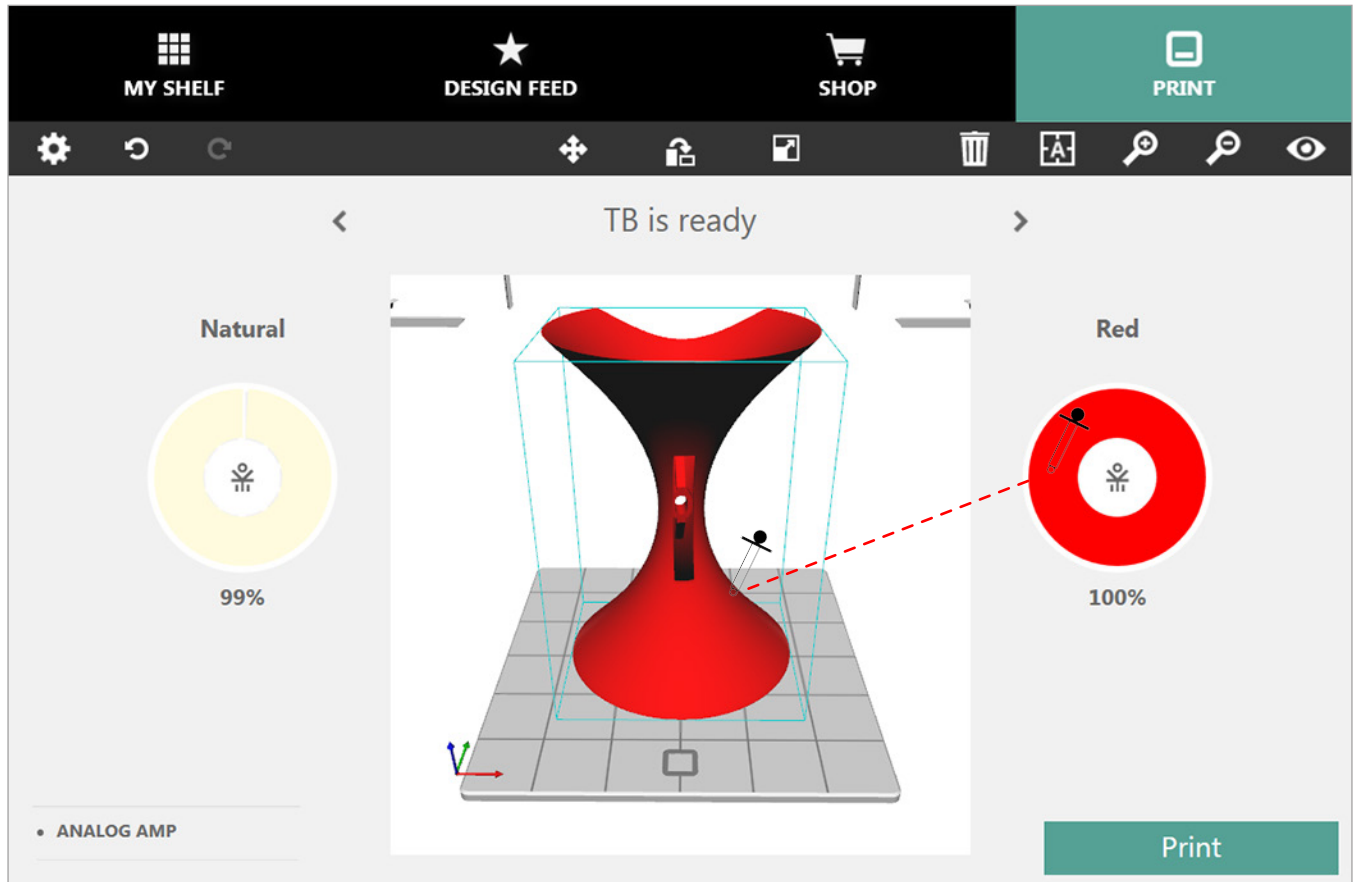 MY SHELF
DESIGN FEED
SHOP
PRINT
A
TB is ready
Natural
Red
99%
100%
• ANALOG AMP
Print